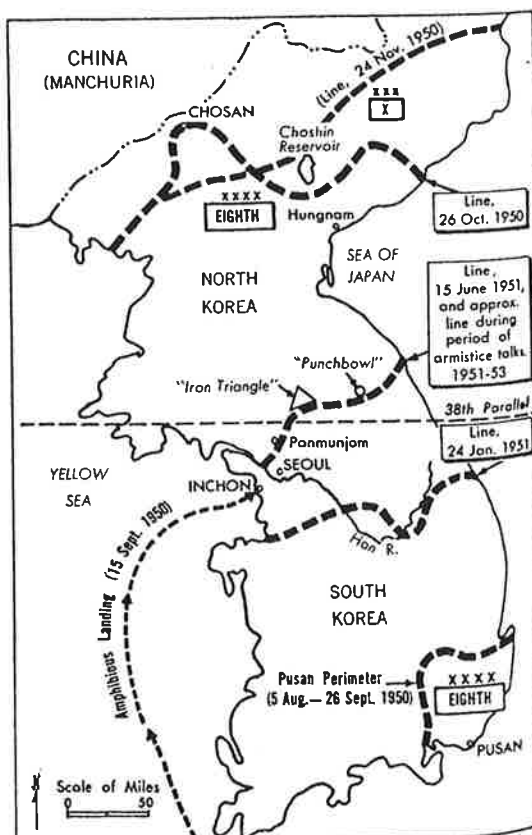 CHINA
(MANCHURIA)
(Line, 24 Nov. 1950)
xxx
X
CHOSAN
Choshin
Reservoir
xxxx
EIGHTH
Hungnam
Line,
26 Oct. 1950
SEA OF
JAPAN
NORTH
KOREA
Line,
15 June 1951,
and approx.
line during
period of
armistice talks.
1951-53
"Punchbowl"
"Iron Triangle"
38th Parallel
Line,
24 Jan. 1951
Panmunjom
SEOUL
YELLOW
SEA
INCHON
Han R.
Amphibious Landing (15 Sept. 1950)
SOUTH
KOREA
Pusan Perimeter
(5 Aug.—26 Sept. 1950)
xxxx
EIGHTH
PUSAN
Scale of Miles
0 50